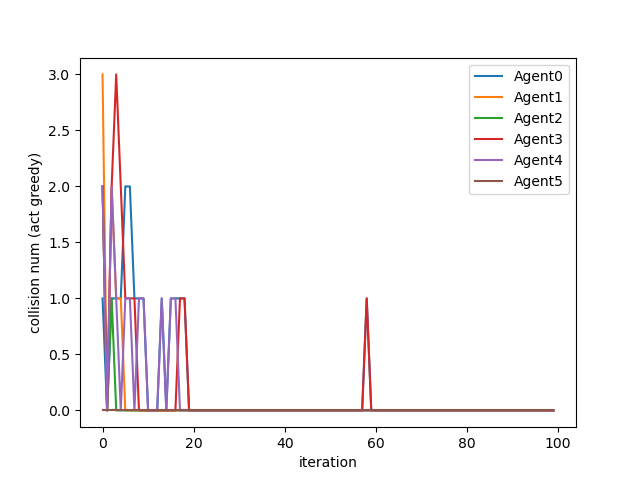 3.0
2.5
2.0
1.5
1.0
0.5
0.0
collision num (act greedy)
Agent0
Agent1
Agent2
Agent3
Agent4
Agent5
0 20 40 60 80 100
iteration